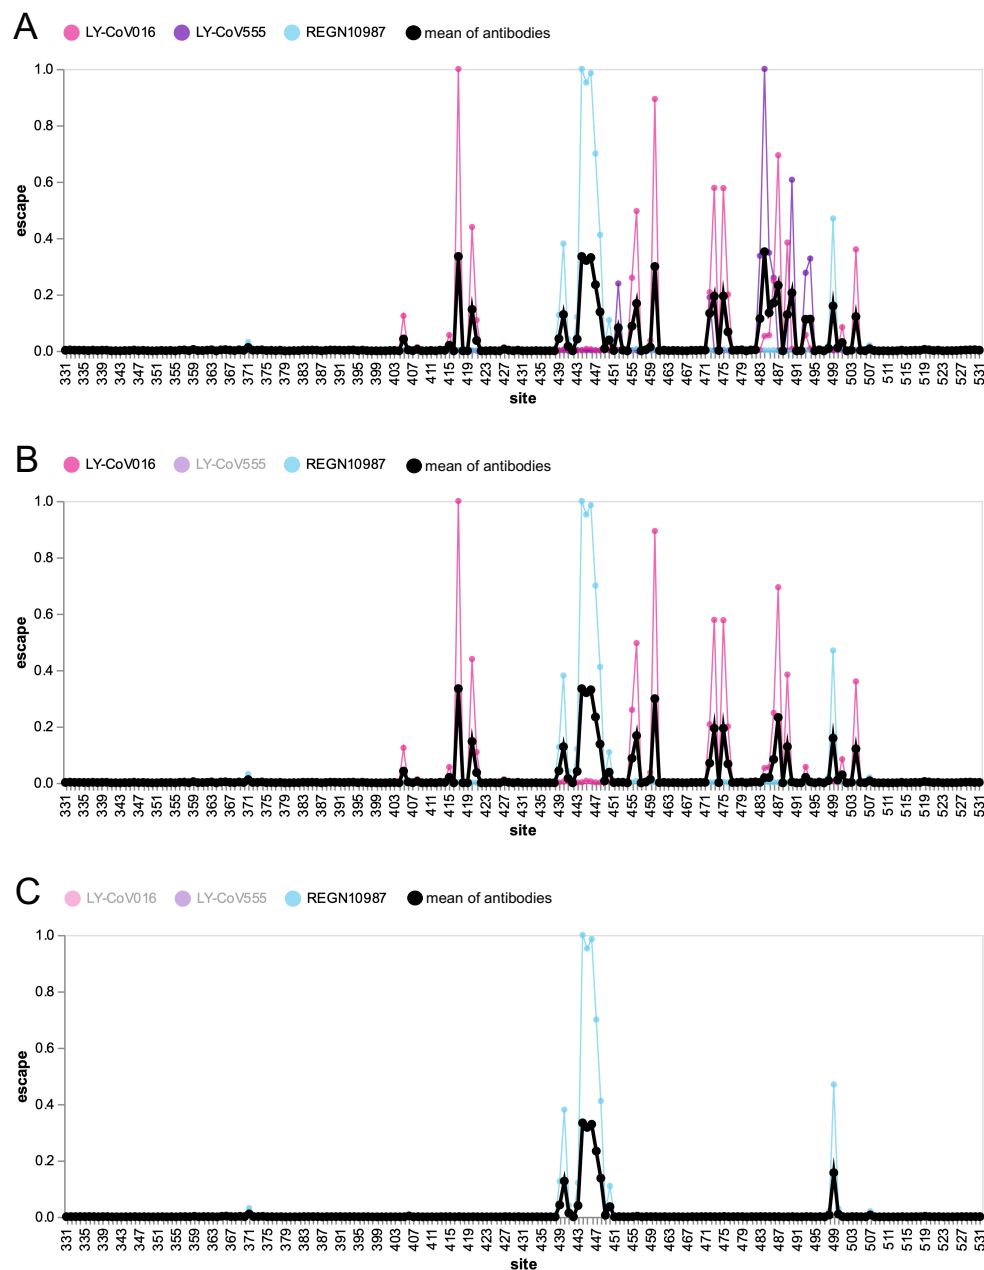 A
LY-CoV016 LY-CoV555 REGN10987 mean of antibodies
1.0
0.8
0.6
0.4
0.2
0.0
escape
331 335 339 343 347 351 355 359 363 367 371 375 379 383 387 391 395 399 403 407 411 415 419 423 427 431 435 439 443 447 451 455 459 463 467 471 475 479 483 487 491 495 499 503 507 511 515 519 523 527 531
site
B
LY-CoV016 LY-CoV555 REGN10987 mean of antibodies
1.0
0.8
0.6
0.4
0.2
0.0
escape
331 335 339 343 347 351 355 359 363 367 371 375 379 383 387 391 395 399 403 407 411 415 419 423 427 431 435 439 443 447 451 455 459 463 467 471 475 479 483 487 491 495 499 503 507 511 515 519 523 527 531
site
C
LY-CoV016 LY-CoV555 REGN10987 mean of antibodies
1.0
0.8
0.6
0.4
0.2
0.0
escape
331 335 339 343 347 351 355 359 363 367 371 375 379 383 387 391 395 399 403 407 411 415 419 423 427 431 435 439 443 447 451 455 459 463 467 471 475 479 483 487 491 495 499 503 507 511 515 519 523 527 531
site